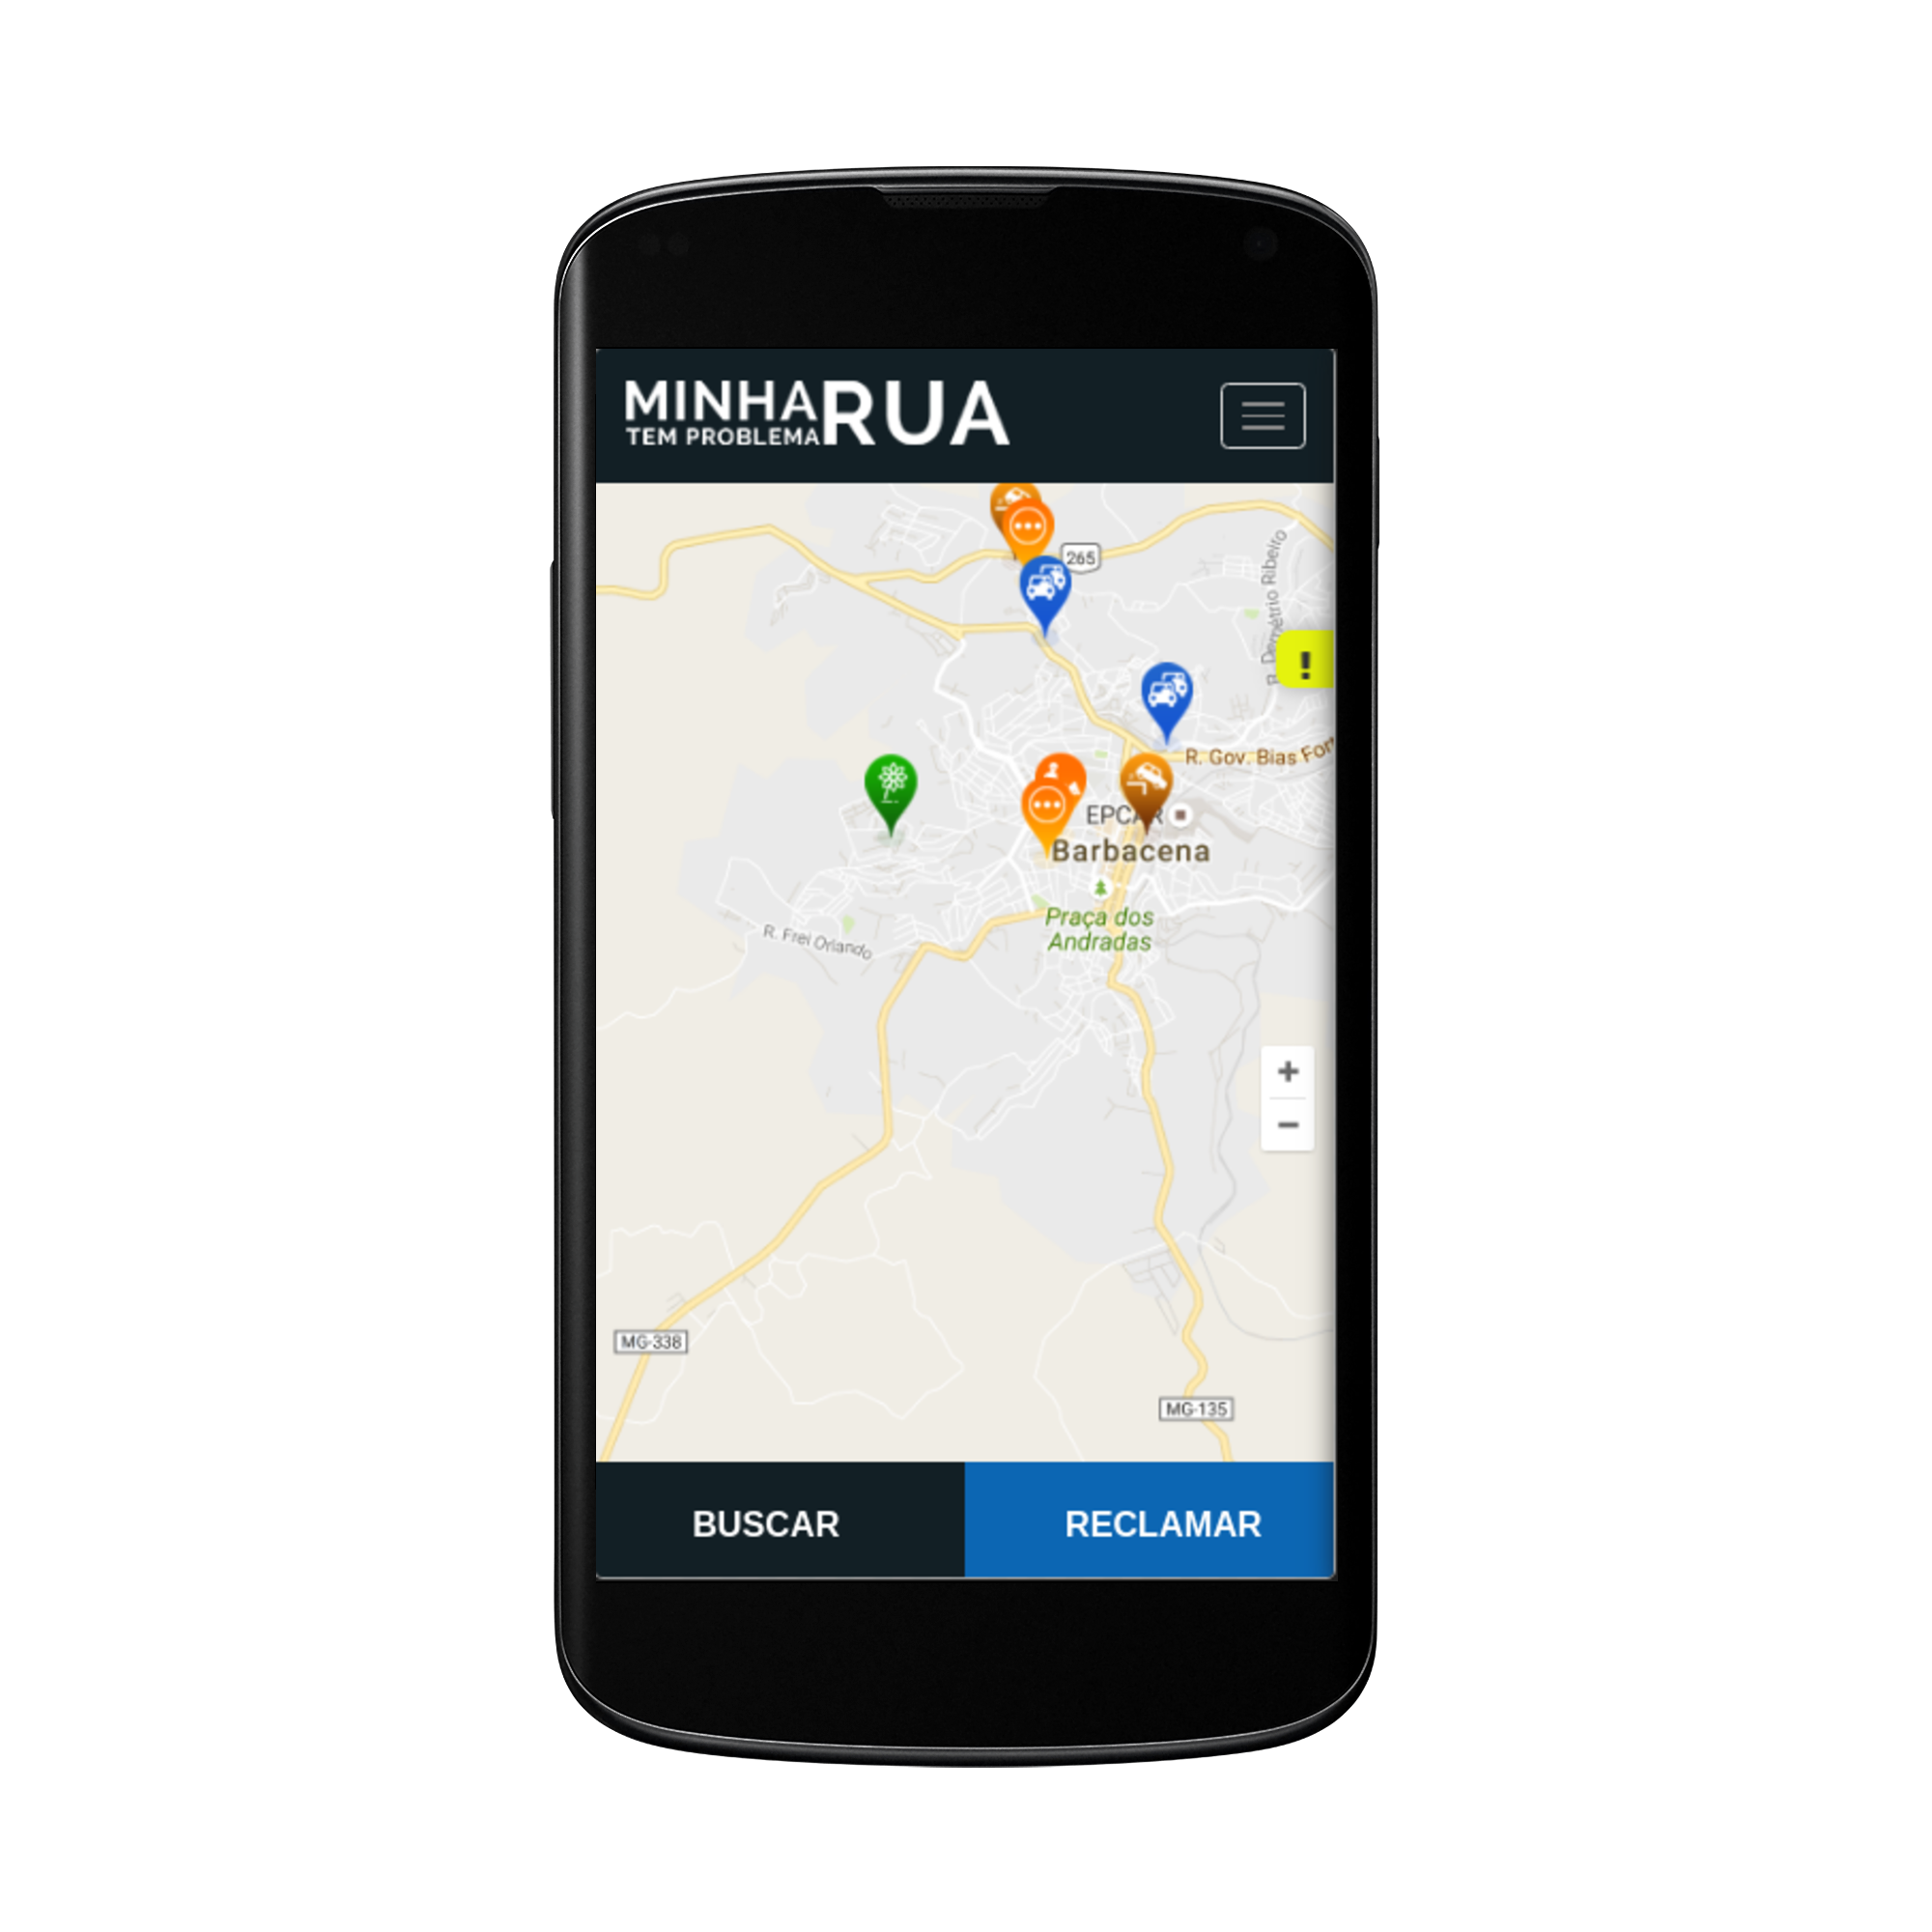 MINHA RUA
TEM PROBLEMA
265
R. Demétrio Ribeiro
!
R. Gov. Bias For
EPCAR
Barbacena
Praça dos
Andradas
R. Frei Orlando
+
−
MG-338
MG-135
BUSCAR
RECLAMAR